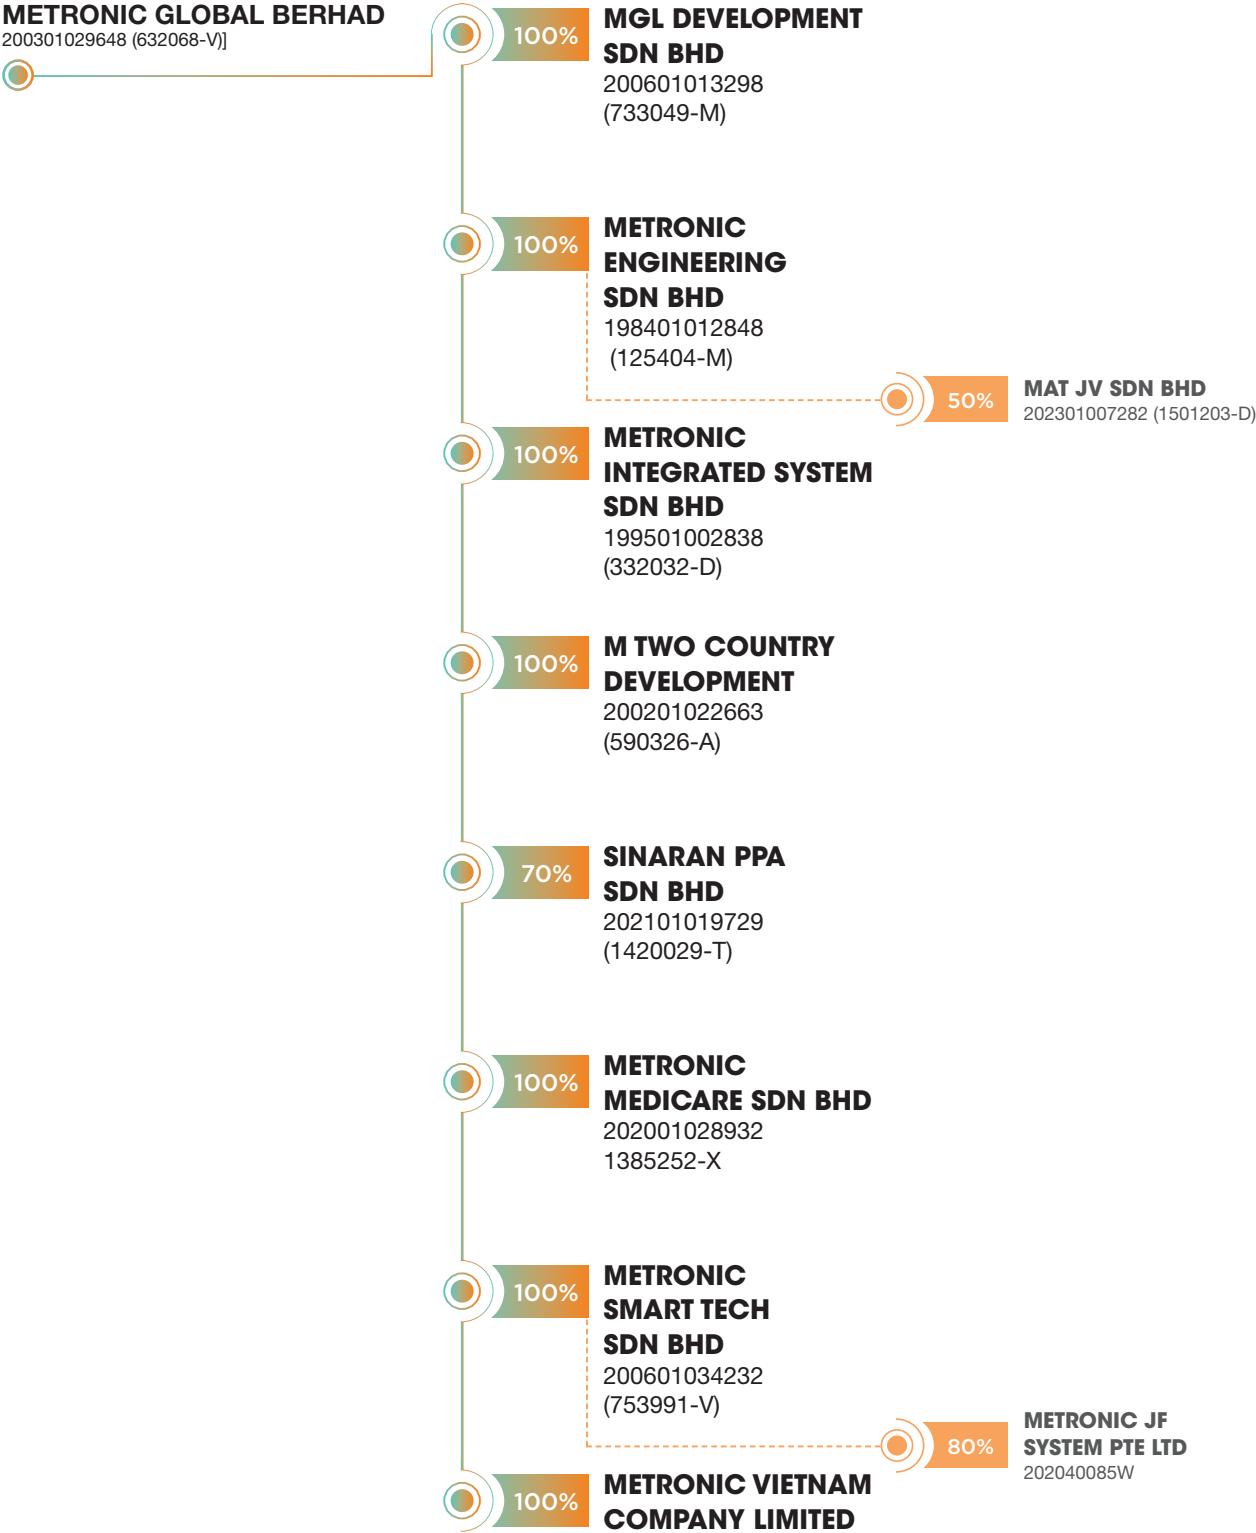 METRONIC GLOBAL BERHAD
200301029648 (632068-V)]
100%
MGL DEVELOPMENT
SDN BHD
200601013298
(733049-M)
100%
METRONIC
ENGINEERING
SDN BHD
198401012848
(125404-M)
50%
MAT JV SDN BHD
202301007282 (1501203-D)
100%
METRONIC
INTEGRATED SYSTEM
SDN BHD
199501002838
(332032-D)
100%
M TWO COUNTRY
DEVELOPMENT
200201022663
(590326-A)
70%
SINARAN PPA
SDN BHD
202101019729
(1420029-T)
100%
METRONIC
MEDICARE SDN BHD
202001028932
1385252-X
100%
METRONIC
SMART TECH
SDN BHD
200601034232
(753991-V)
80%
METRONIC JF
SYSTEM PTE LTD
202040085W
100%
METRONIC VIETNAM
COMPANY LIMITED